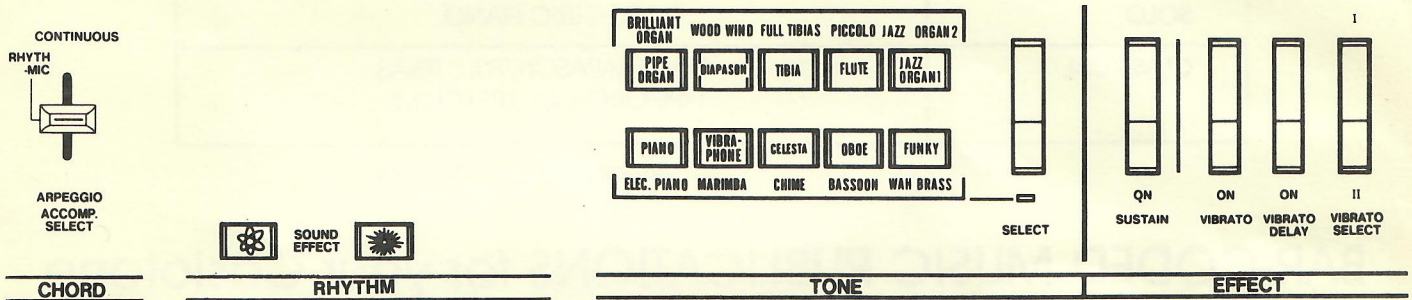 CONTINUOUS
RHYTH
-MIC
ARPEGGIO
ACCOMP.
SELECT
CHORD
SOUND
EFFECT
RHYTHM
BRILLIANT
ORGAN
WOOD WIND
FULL TIBIAS
PICCOLO
JAZZ ORGAN 2
PIPE
ORGAN
DIAPASON
TIBIA
FLUTE
JAZZ
ORGAN 1
PIANO
VIBRA-
PHONE
CELESTA
OBOE
FUNKY
ELEC. PIANO
MARIMBA
CHIME
BASSOON
WAH BRASS
SELECT
TONE
I
ON
SUSTAIN
ON
VIBRATO
ON
VIBRATO
DELAY
II
VIBRATO
SELECT
EFFECT